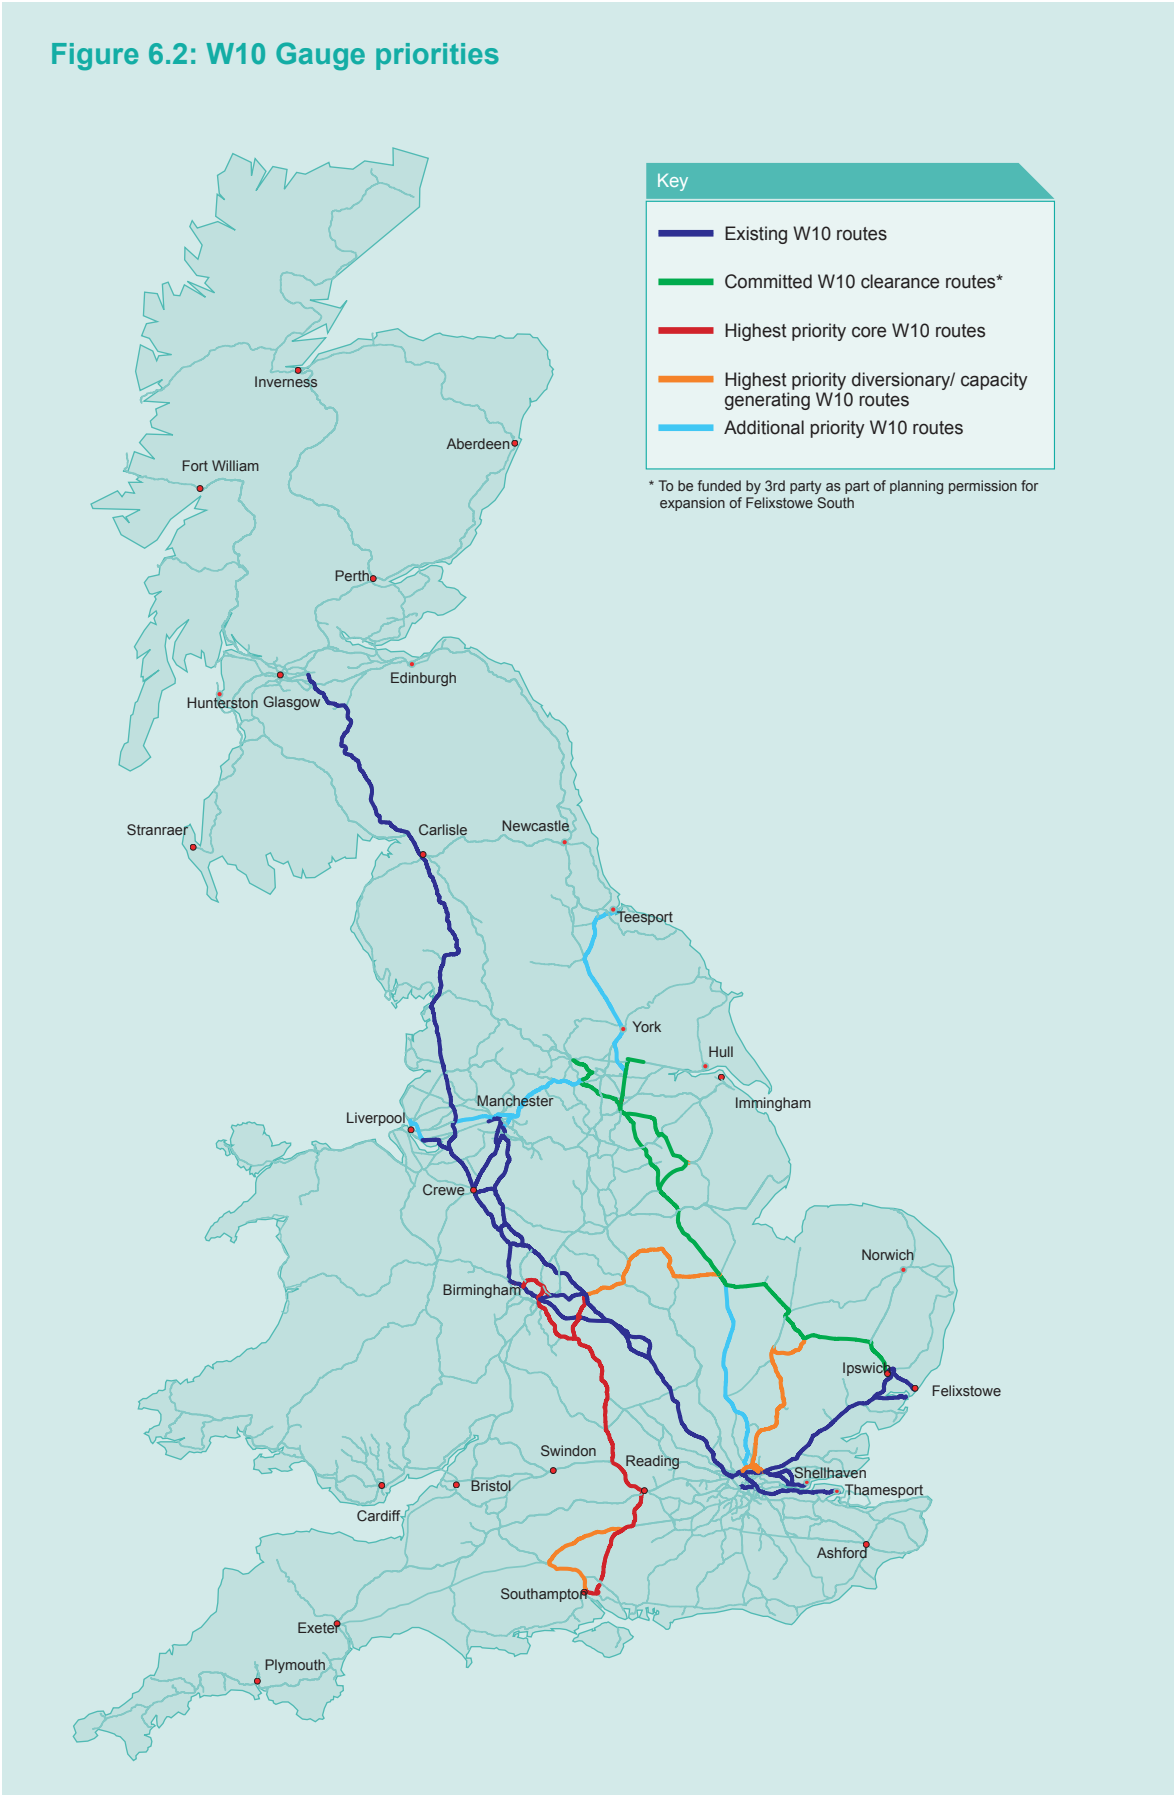 Figure 6.2: W10 Gauge priorities
Key
Existing W10 routes
Committed W10 clearance routes*
Highest priority core W10 routes
Highest priority diversionary/ capacity
generating W10 routes
Additional priority W10 routes
* To be funded by 3rd party as part of planning permission for
expansion of Felixstowe South
Inverness
Aberdeen
Fort William
Perth
Edinburgh
Hunterston
Glasgow
Stranraer
Carlisle
Newcastle
Teesport
York
Hull
Immingham
Manchester
Liverpool
Crewe
Norwich
Birmingham
Ipswich
Felixstowe
Swindon
Reading
Shellhaven
Bristol
Thamesport
Cardiff
Ashford
Southampton
Exeter
Plymouth